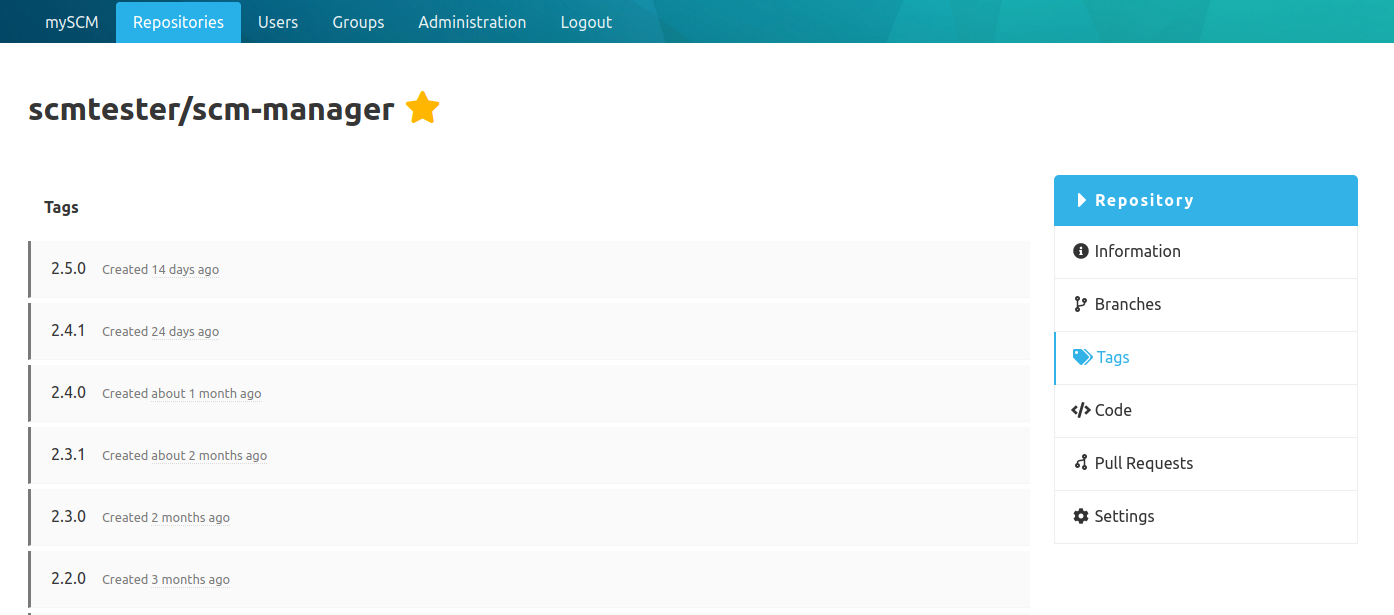 mySCM Repositories Users Groups Administration Logout
scmtester/scm-manager
Tags
2.5.0 Created 14 days ago
2.4.1 Created 24 days ago
2.4.0 Created about 1 month ago
2.3.1 Created about 2 months ago
2.3.0 Created 2 months ago
2.2.0 Created 3 months ago
Repository
Information
Branches
Tags
Code
Pull Requests
Settings